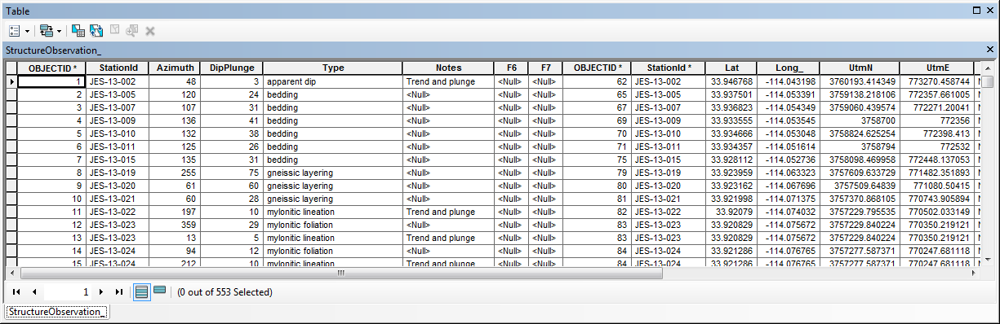 Table
StructureObservation_
OBJECTID * StationId Azimuth DipPlunge Type Notes F6 F7 OBJECTID * StationId * Lat Long_ UtmN UtmE
1 JES-13-002 48 3 apparent dip Trend and plunge <Null> <Null> 62 JES-13-002 33.946768 -114.043198 3760193.414349 773270.458744
2 JES-13-005 120 24 bedding <Null> <Null> <Null> 65 JES-13-005 33.937501 -114.053391 3759138.218106 772357.661005
3 JES-13-007 107 31 bedding <Null> <Null> <Null> 67 JES-13-007 33.936823 -114.054349 3759060.439574 772271.20041
4 JES-13-009 136 41 bedding <Null> <Null> <Null> 69 JES-13-009 33.933555 -114.053545 3758700 772356
5 JES-13-010 132 38 bedding <Null> <Null> <Null> 70 JES-13-010 33.934666 -114.053048 3758824.625254 772398.413
6 JES-13-011 125 26 bedding <Null> <Null> <Null> 71 JES-13-011 33.934357 -114.051614 3758794 772532
7 JES-13-015 135 31 bedding <Null> <Null> <Null> 75 JES-13-015 33.928112 -114.052736 3758098.469958 772448.137053
8 JES-13-019 255 75 gneissic layering <Null> <Null> <Null> 79 JES-13-019 33.923959 -114.063323 3757609.633729 771482.351893
9 JES-13-020 61 60 gneissic layering <Null> <Null> <Null> 80 JES-13-020 33.923162 -114.067696 3757509.64839 771080.50415
10 JES-13-021 60 28 gneissic layering <Null> <Null> <Null> 81 JES-13-021 33.921998 -114.071375 3757370.868105 770743.905894
11 JES-13-022 197 10 mylonitic lineation Trend and plunge <Null> <Null> 82 JES-13-022 33.92079 -114.074032 3757229.795535 770502.033149
12 JES-13-023 359 29 mylonitic foliation <Null> <Null> <Null> 83 JES-13-023 33.920829 -114.075672 3757229.840224 770350.219121
13 JES-13-023 13 5 mylonitic lineation Trend and plunge <Null> <Null> 83 JES-13-023 33.920829 -114.075672 3757229.840224 770350.219121
14 JES-13-024 94 12 mylonitic foliation <Null> <Null> <Null> 84 JES-13-024 33.921286 -114.076765 3757277.587371 770247.681118
15 JES-13-024 212 10 mylonitic lineation Trend and plunge <Null> <Null> 84 JES-13-024 33.921286 -114.076765 3757277.587371 770247.681118
1 (0 out of 553 Selected)
StructureObservation_